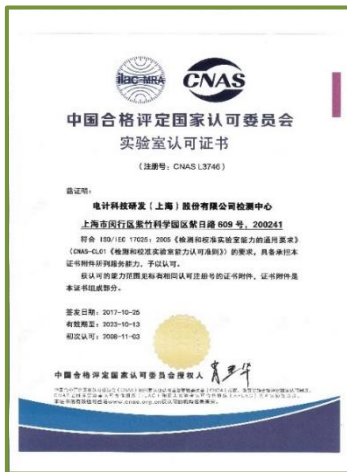 ilac-MRA
CNAS
中国合格评定国家认可委员会
实验室认可证书
(注册号: CNAS L3746)
兹证明:
电计科技研发(上海)股份有限公司检测中心
上海市闵行区紫竹科学园区紫日路 609 号, 200241
符合 ISO/IEC 17025: 2005《检测和校准实验室能力的通用要求》
(CNAS-CL01《检测和校准实验室能力认可准则》)的要求, 具备承担本
证书附件所列服务能力, 予以认可。
获认可的能力范围见标有相同认可注册号的证书附件, 证书附件是
本证书组成部分。
签发日期: 2017-10-25
有效期至: 2023-10-13
初次认可: 2008-11-03
中国合格评定国家认可委员会授权人